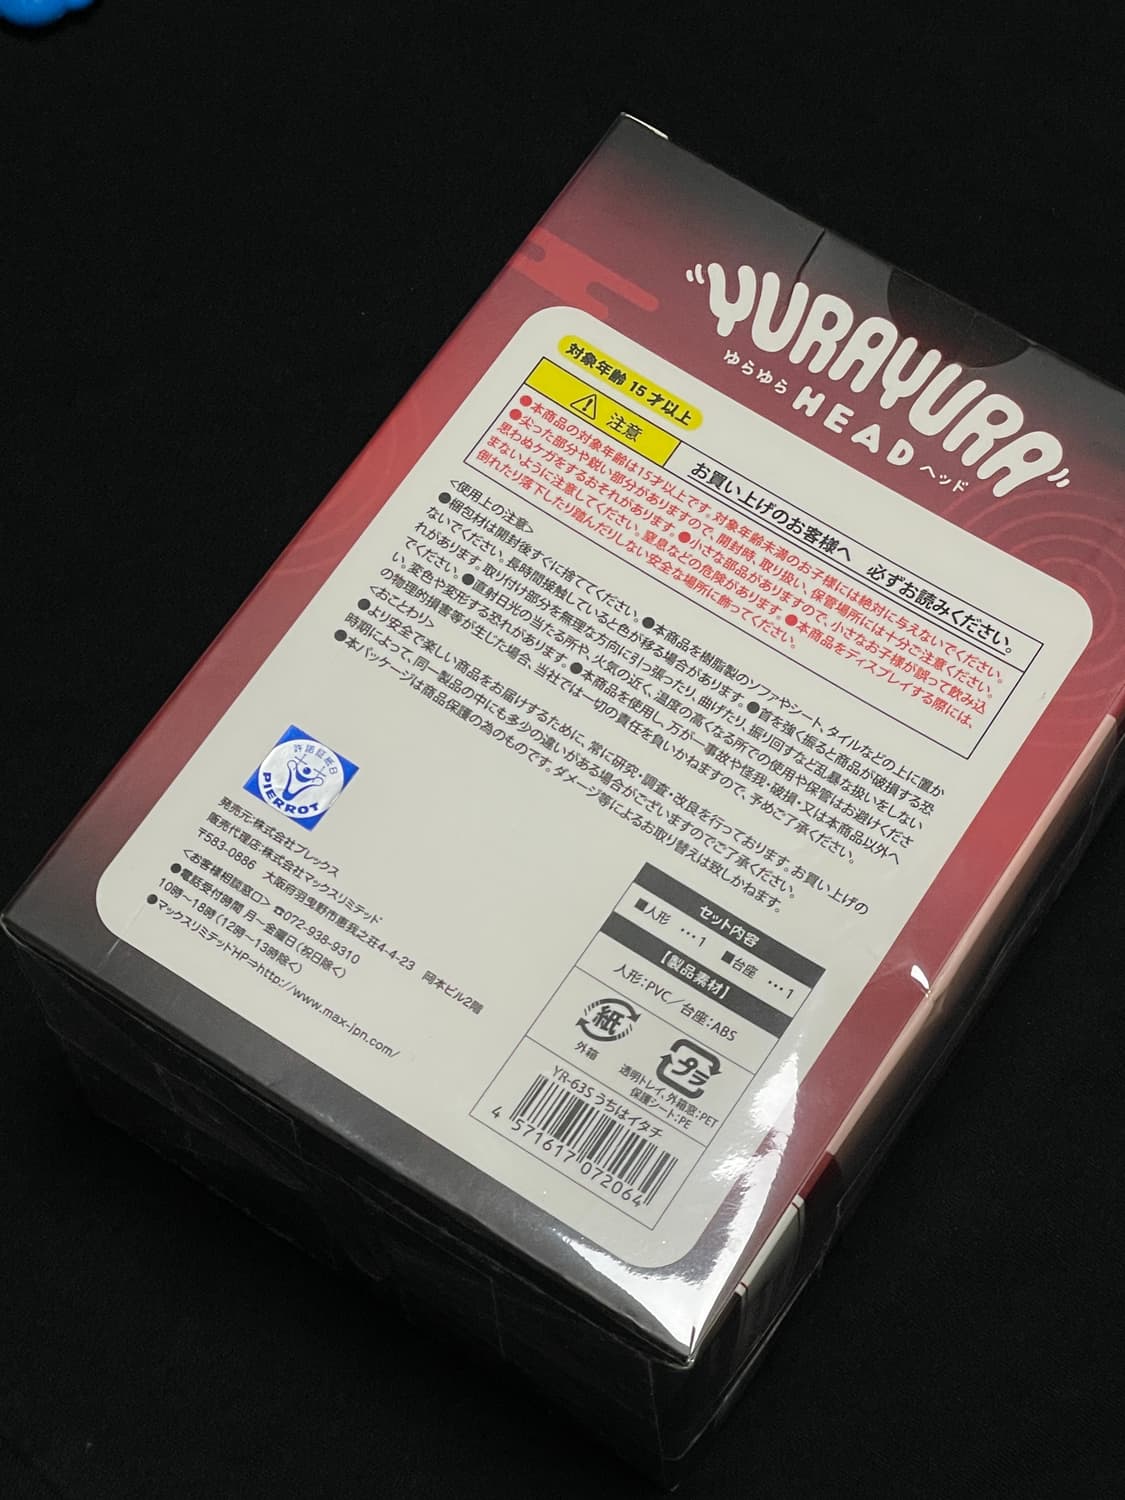 YURAYURA
ゆらゆら HEAD ヘッド
対象年齢 15才以上
注意
お買い上げのお客様へ 必ずお読みください。
●本商品の対象年齢は15才以上です。対象年齢未満のお子様には絶対に与えないでください。
●尖った部分や鋭い部分がありますので、開封時、取り扱い、保管場所には十分ご注意ください。
思わぬケガをするおそれがあります。●小さな部品がありますので、小さなお子様が誤って飲み込
まないように注意してください。窒息などの危険があります。●本商品をディスプレイする際には、
倒れたり落下したり踏んだりしない安全な場所に飾ってください。
<使用上の注意>
●梱包材は開封後すぐに捨ててください。●本商品を樹脂製のソファやシート、タイルなどの上に置か
ないでください。長時間接触していると色が移る場合があります。●首を強く振ると商品が破損する恐
れがあります。取り付け部分を無理な方向に引っ張ったり、曲げたり、振り回すなど乱暴な扱いをしない
でください。●直射日光の当たる所や、火気の近く、温度の高くなる所での使用や保管はお避けくださ
い。変色や変形する恐れがあります。●本商品を使用し、万が一事故や怪我・破損・又は本商品以外へ
の物理的損害等が生じた場合、当社では一切の責任を負いかねますので、予めご了承ください。
<おことわり>
●より安全で楽しい商品をお届けするために、常に研究・調査・改良を行っております。お買い上げの
時期によって、同一製品の中にも多少の違いがある場合がございますのでご了承ください。
●本パッケージは商品保護の為のものです。ダメージ等によるお取り替えは致しかねます。
許諾証紙B
PIERROT
発売元:株式会社プレックス
販売代理店:株式会社マックスリミテッド
〒583-0886 大阪府羽曳野市恵我之荘4-4-23 岡本ビル2階
<お客様相談窓口> ☎072-938-9310
●電話受付時間 月～金曜日(祝日除く)
10時～18時(12時～13時除く)
●マックスリミテッドHP⇒http://www.max-jpn.com/
セット内容
■人形 …1 ■台座 …1
【製品素材】
人形:PVC／台座:ABS
紙
外箱
プラ
透明トレイ、外箱窓:PET
保護シート:PE
YR-63S うちはイタチ
4 571617 072064